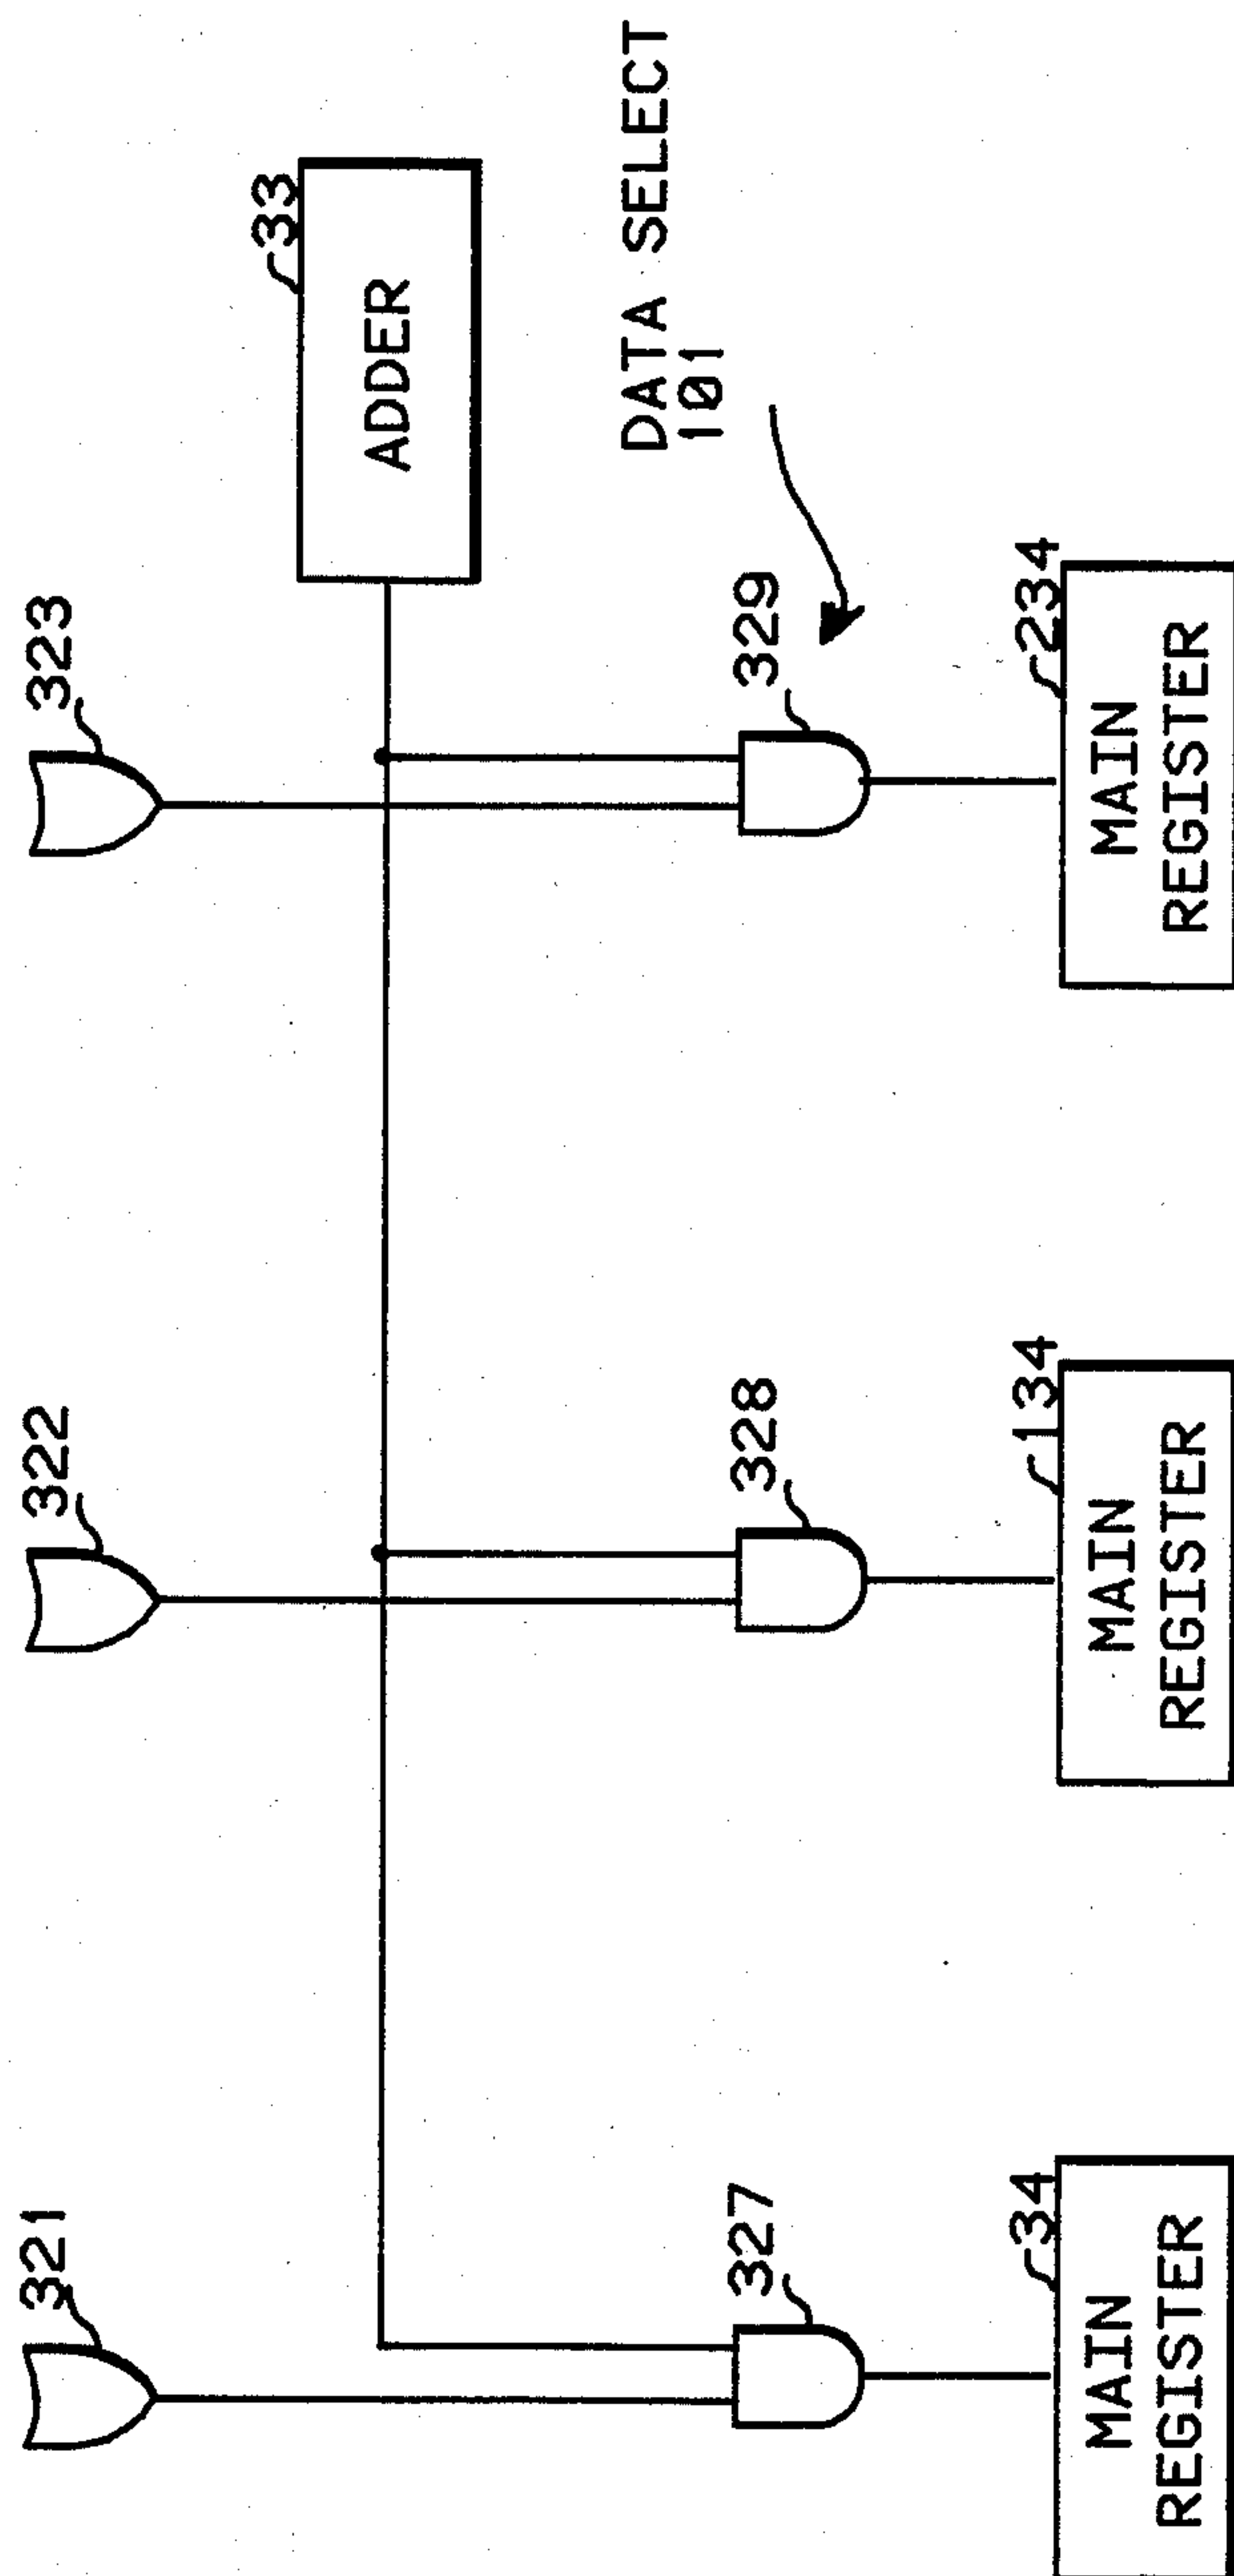 321
322
323
33
ADDER
DATA SELECT
101
327
328
329
34
MAIN
REGISTER
134
MAIN
REGISTER
234
MAIN
REGISTER